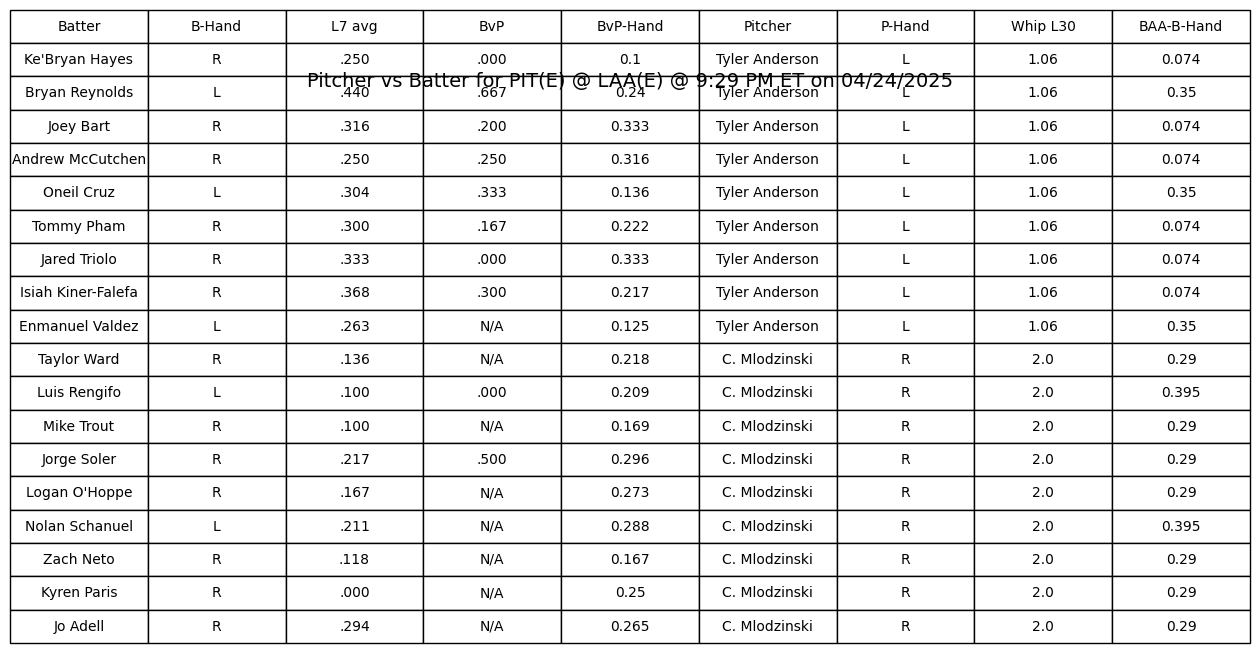 Batter B-Hand L7 avg BvP BvP-Hand Pitcher P-Hand Whip L30 BAA-B-Hand
Ke'Bryan Hayes R .250 .000 0.1 Tyler Anderson L 1.06 0.074
Pitcher vs Batter for PIT(E) @ LAA(E) @ 9:29 PM ET on 04/24/2025
Bryan Reynolds L .440 .667 0.24 Tyler Anderson L 1.06 0.35
Joey Bart R .316 .200 0.333 Tyler Anderson L 1.06 0.074
Andrew McCutchen R .250 .250 0.316 Tyler Anderson L 1.06 0.074
Oneil Cruz L .304 .333 0.136 Tyler Anderson L 1.06 0.35
Tommy Pham R .300 .167 0.222 Tyler Anderson L 1.06 0.074
Jared Triolo R .333 .000 0.333 Tyler Anderson L 1.06 0.074
Isiah Kiner-Falefa R .368 .300 0.217 Tyler Anderson L 1.06 0.074
Enmanuel Valdez L .263 N/A 0.125 Tyler Anderson L 1.06 0.35
Taylor Ward R .136 N/A 0.218 C. Mlodzinski R 2.0 0.29
Luis Rengifo L .100 .000 0.209 C. Mlodzinski R 2.0 0.395
Mike Trout R .100 N/A 0.169 C. Mlodzinski R 2.0 0.29
Jorge Soler R .217 .500 0.296 C. Mlodzinski R 2.0 0.29
Logan O'Hoppe R .167 N/A 0.273 C. Mlodzinski R 2.0 0.29
Nolan Schanuel L .211 N/A 0.288 C. Mlodzinski R 2.0 0.395
Zach Neto R .118 N/A 0.167 C. Mlodzinski R 2.0 0.29
Kyren Paris R .000 N/A 0.25 C. Mlodzinski R 2.0 0.29
Jo Adell R .294 N/A 0.265 C. Mlodzinski R 2.0 0.29